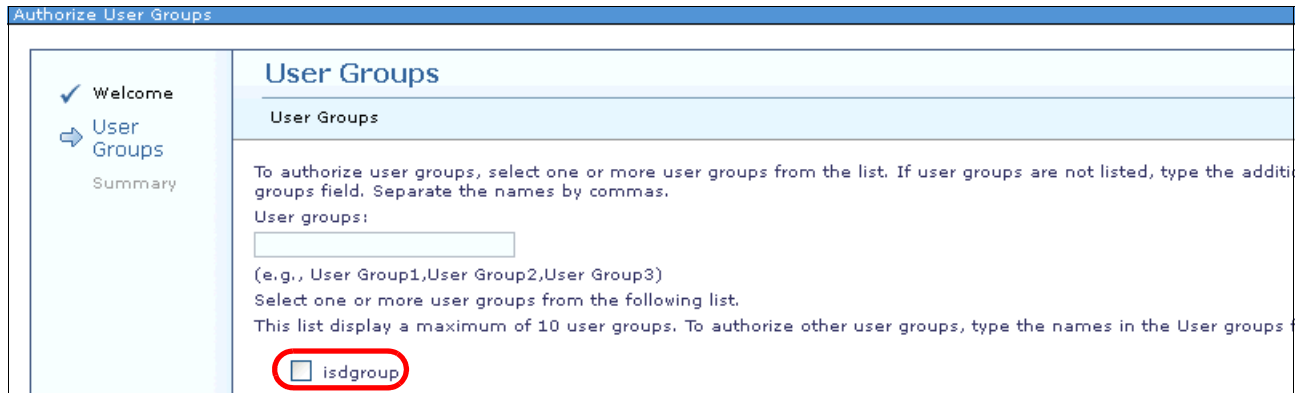 Authorize User Groups
Welcome
User
Groups
Summary
User Groups
User Groups
To authorize user groups, select one or more user groups from the list. If user groups are not listed, type the additi
groups field. Separate the names by commas.
User groups:
(e.g., User Group1,User Group2,User Group3)
Select one or more user groups from the following list.
This list display a maximum of 10 user groups. To authorize other user groups, type the names in the User groups f
isdgroup